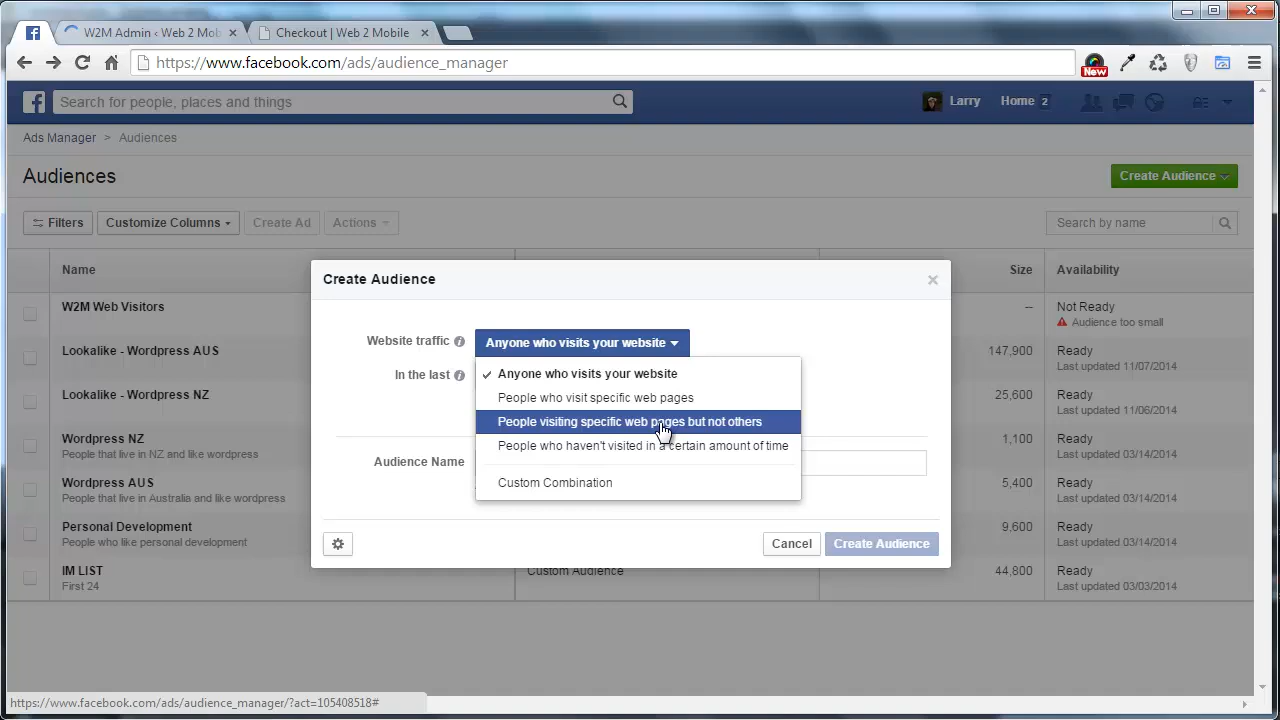 W2M Admin ‹ Web 2 Mob
Checkout | Web 2 Mobile
https://www.facebook.com/ads/audience_manager
New
Search for people, places and things
Larry
Home 2
Ads Manager > Audiences
Audiences
Create Audience
Filters
Customize Columns
Create Ad
Actions
Search by name
Name
Size
Availability
W2M Web Visitors
--
Not Ready
Audience too small
Lookalike - Wordpress AUS
147,900
Ready
Last updated 11/07/2014
Lookalike - Wordpress NZ
25,600
Ready
Last updated 11/06/2014
Wordpress NZ
People that live in NZ and like wordpress
1,100
Ready
Last updated 03/14/2014
Wordpress AUS
People that live in Australia and like wordpress
5,400
Ready
Last updated 03/14/2014
Personal Development
People who like personal development
9,600
Ready
Last updated 03/14/2014
IM LIST
First 24
Custom Audience
44,800
Ready
Last updated 03/03/2014
Create Audience
Website traffic
Anyone who visits your website
In the last
Anyone who visits your website
People who visit specific web pages
People visiting specific web pages but not others
People who haven't visited in a certain amount of time
Custom Combination
Audience Name
Cancel
Create Audience
https://www.facebook.com/ads/audience_manager/?act=105408518#